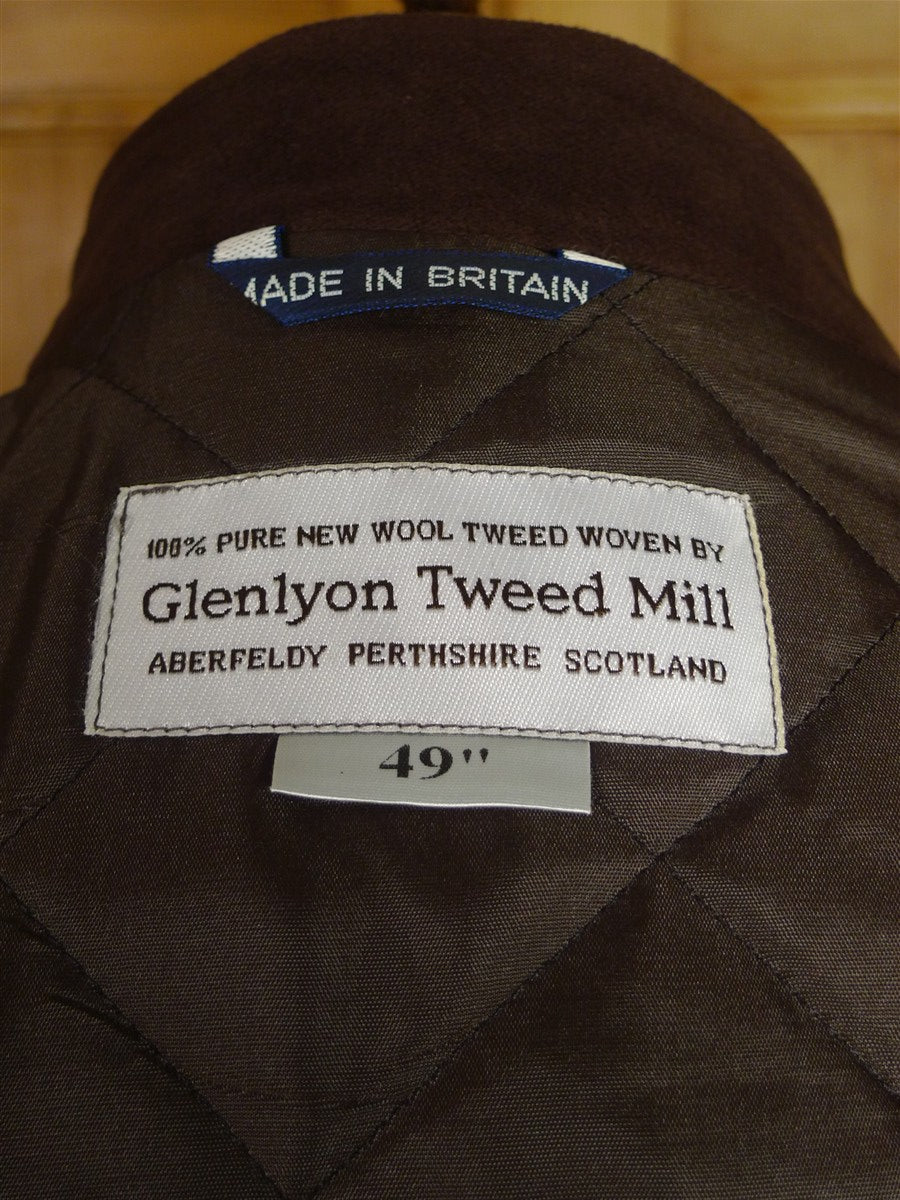 MADE IN BRITAIN
100% PURE NEW WOOL TWEED WOVEN BY
Glenlyon Tweed Mill
ABERFELDY PERTHSHIRE SCOTLAND
49"